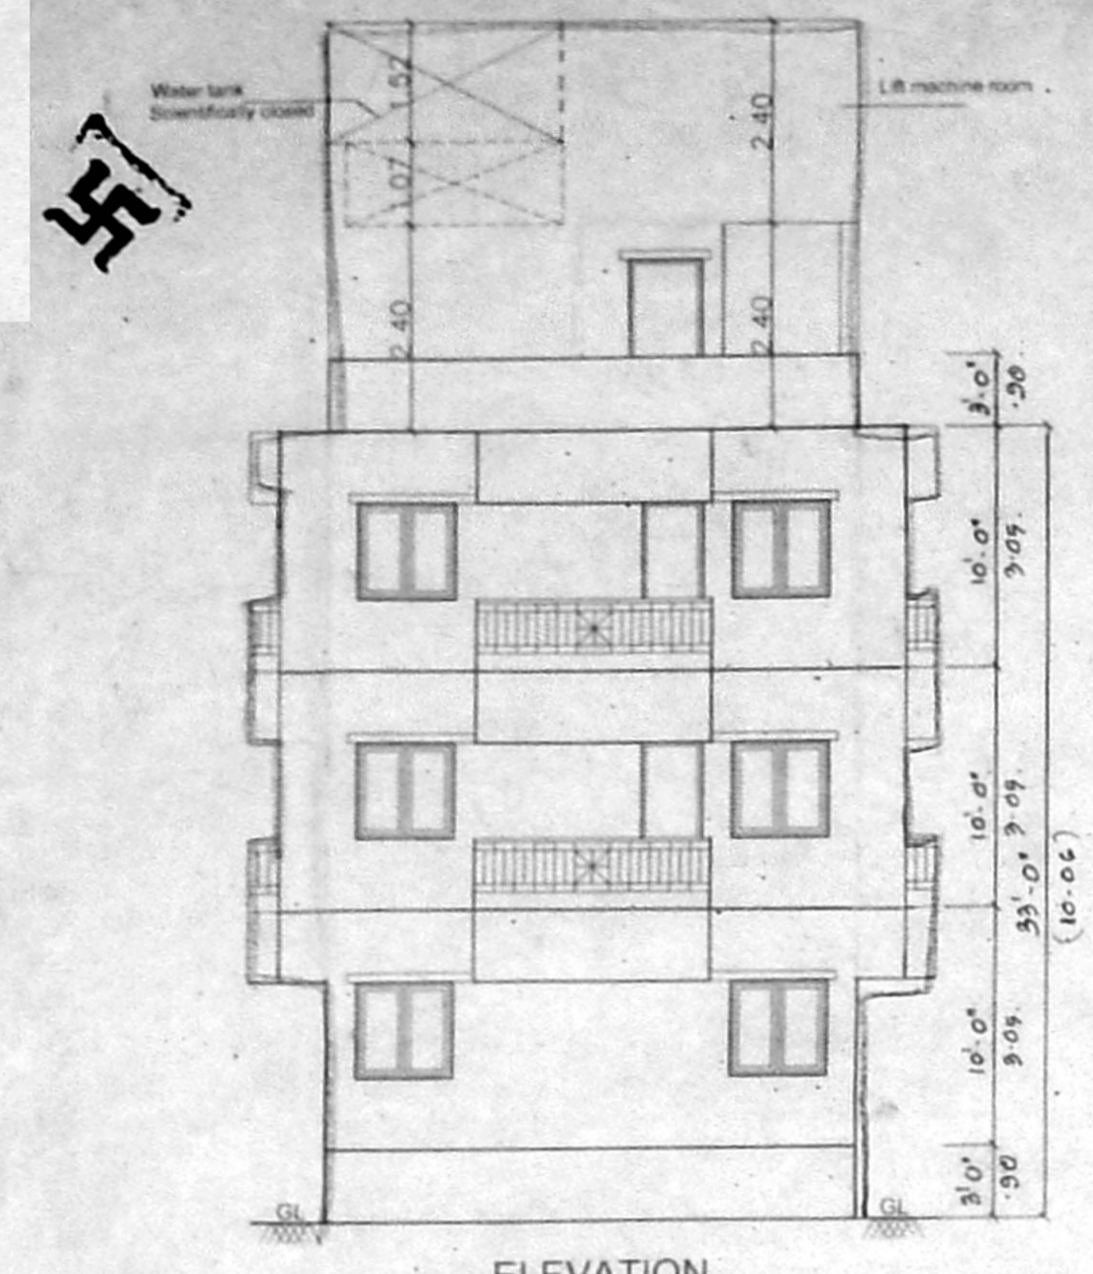 Water tank
Scientifically closed
Lift machine room
1.52
1.07
2.40
2.40
2.40
3'-0"
.90
10'-0"
3.05
10'-0"
3.05
33'-0"
(10.06)
10'-0"
3.05
3'0"
.90
GL
GL
ELEVATION